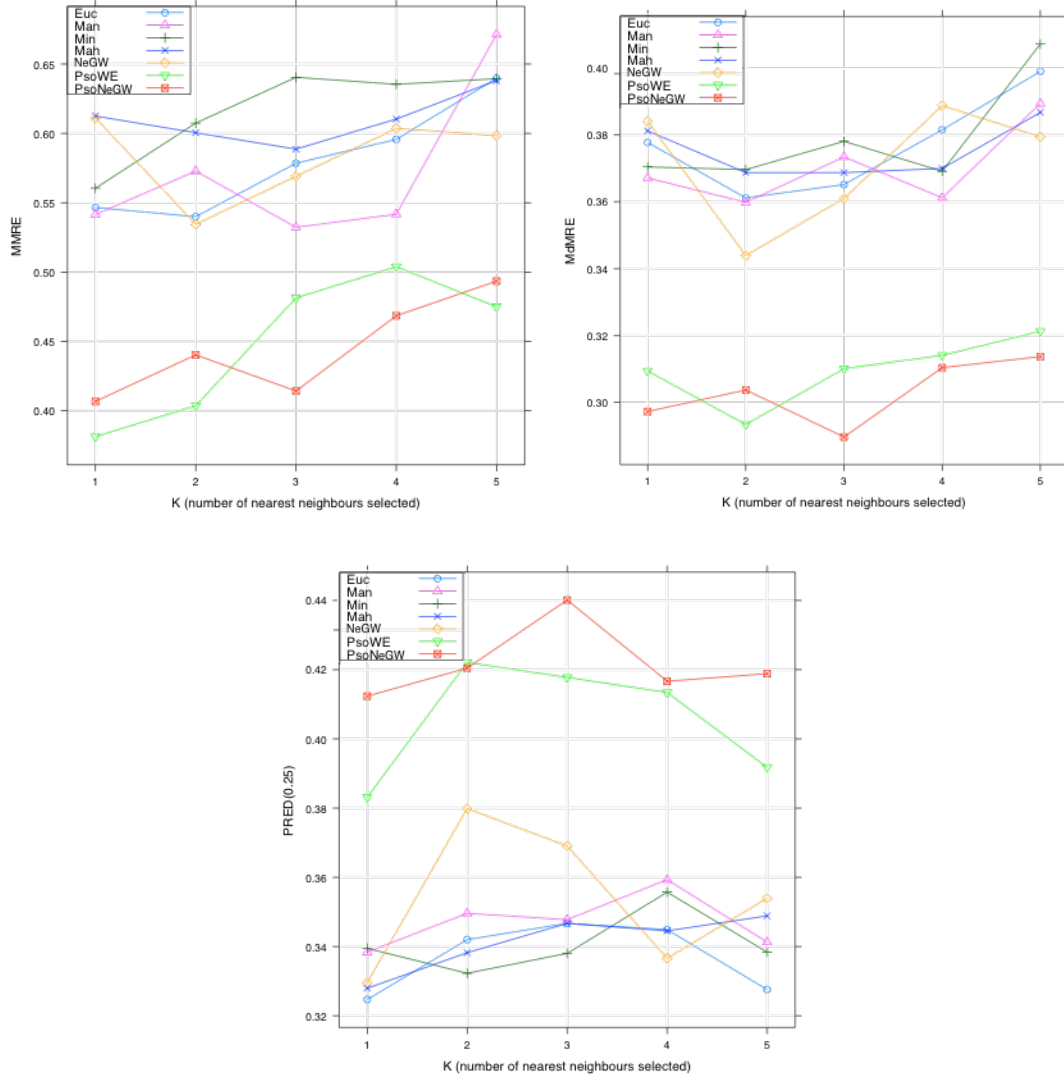 Euc
Man
Min
Mah
NeGW
PsoWE
PsoNeGW
0.65
0.60
0.55
0.50
0.45
0.40
MMRE
1 2 3 4 5
K (number of nearest neighbours selected)
Euc
Man
Min
Mah
NeGW
PsoWE
PsoNeGW
0.40
0.38
0.36
0.34
0.32
0.30
MdMRE
1 2 3 4 5
K (number of nearest neighbours selected)
Euc
Man
Min
Mah
NeGW
PsoWE
PsoNeGW
0.44
0.42
0.40
0.38
0.36
0.34
0.32
PRED(0.25)
1 2 3 4 5
K (number of nearest neighbours selected)